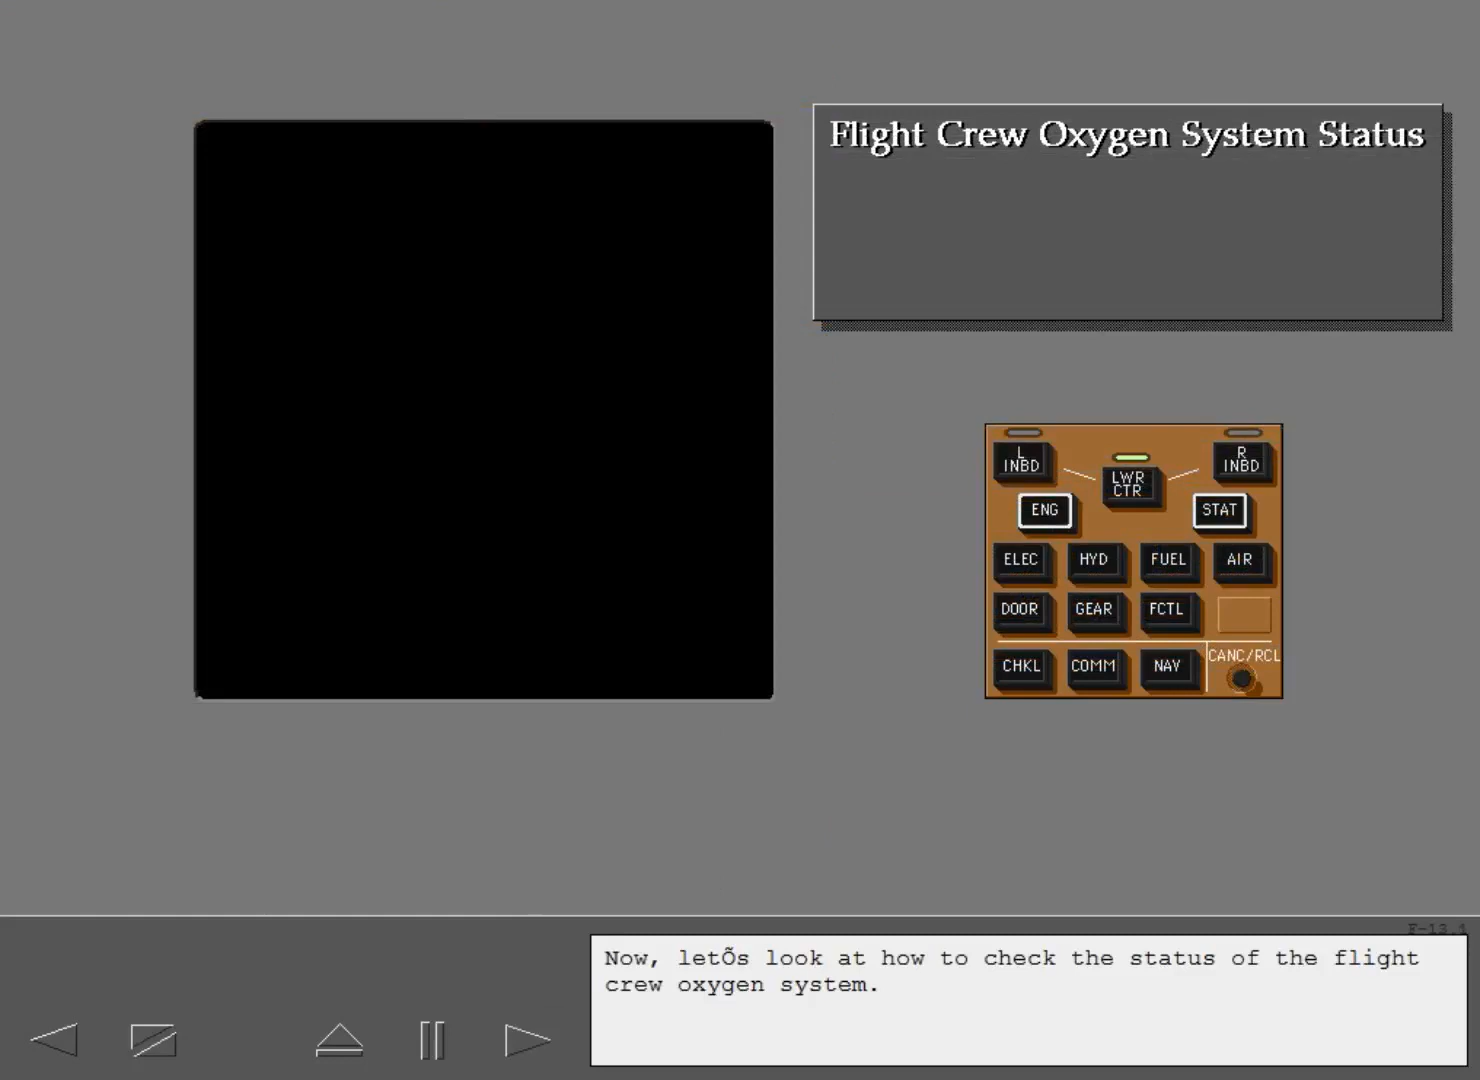 Flight Crew Oxygen System Status
L
INBD
R
INBD
LWR
CTR
ENG
STAT
ELEC
HYD
FUEL
AIR
DOOR
GEAR
FCTL
CANC/RCL
CHKL
COMM
NAV
F-13.1
Now, letÕs look at how to check the status of the flight
crew oxygen system.